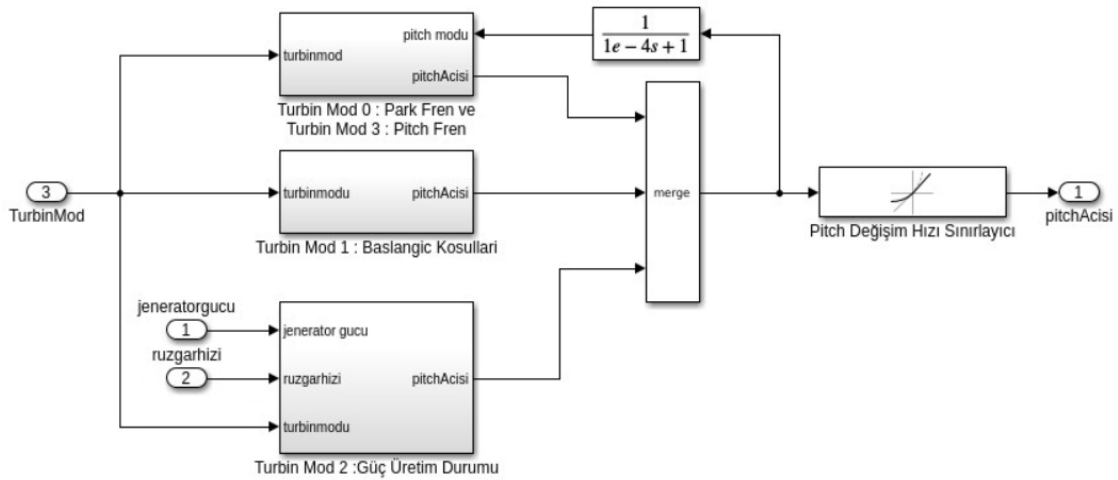 pitch modu
turbinmod
pitchAcisi
Turbin Mod 0 : Park Fren ve
Turbin Mod 3 : Pitch Fren
1
1e − 4s + 1
3
TurbinMod
turbinmodu
pitchAcisi
Turbin Mod 1 : Baslangic Kosullari
merge
Pitch Değişim Hızı Sınırlayıcı
1
pitchAcisi
jeneratorgucu
1
ruzgarhizi
2
jenerator gucu
ruzgarhizi
pitchAcisi
turbinmodu
Turbin Mod 2 :Güç Üretim Durumu